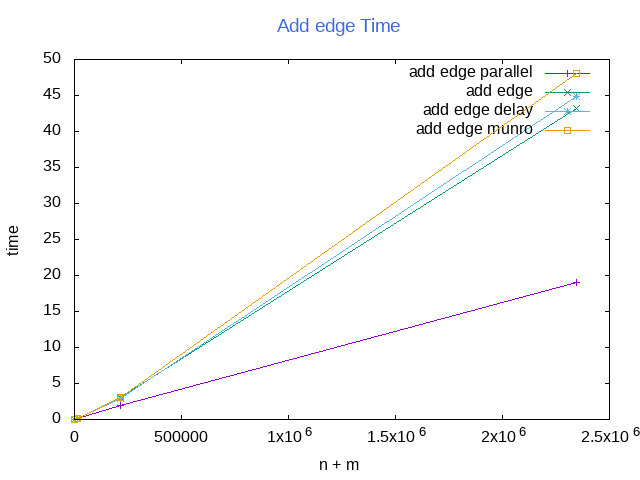 Add edge Time
50
45
40
35
30
25
20
15
10
5
0
time
add edge parallel
add edge
add edge delay
add edge munro
0 500000 1x10^6 1.5x10^6 2x10^6 2.5x10^6
n + m